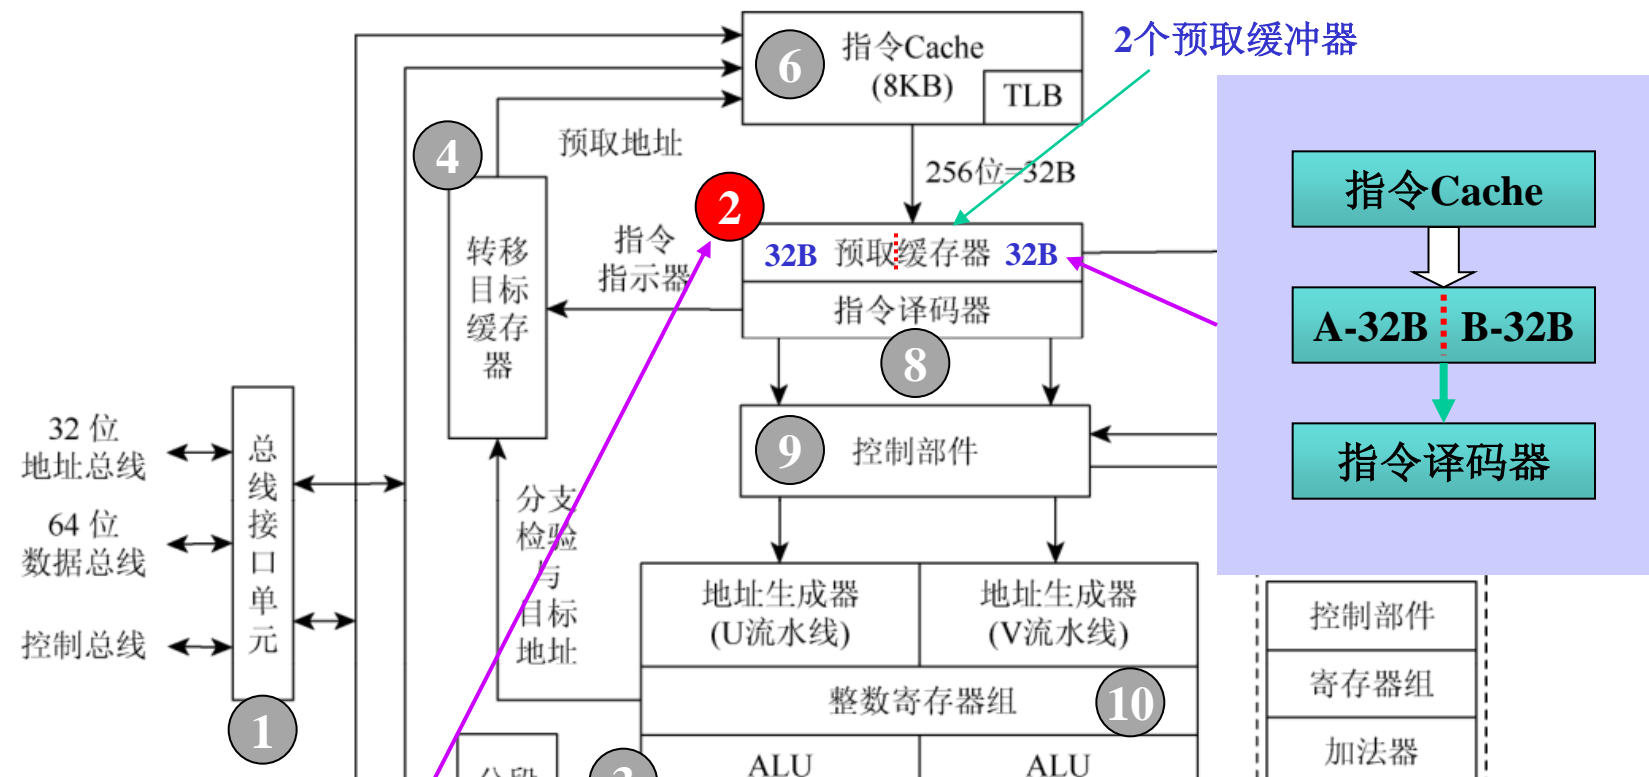 指令Cache
(8KB)
TLB
6
2个预取缓冲器
预取地址
4
256位=32B
指令Cache
2
指令
指示器
32B 预取缓存器 32B
指令译码器
转移
目标
缓存
器
A-32B B-32B
8
指令译码器
9
控制部件
32 位
地址总线
64 位
数据总线
控制总线
总
线
接
口
单
元
1
分支
检验
与
目标
地址
地址生成器
(U流水线)
地址生成器
(V流水线)
整数寄存器组
10
ALU
ALU
控制部件
寄存器组
加法器
分段
3